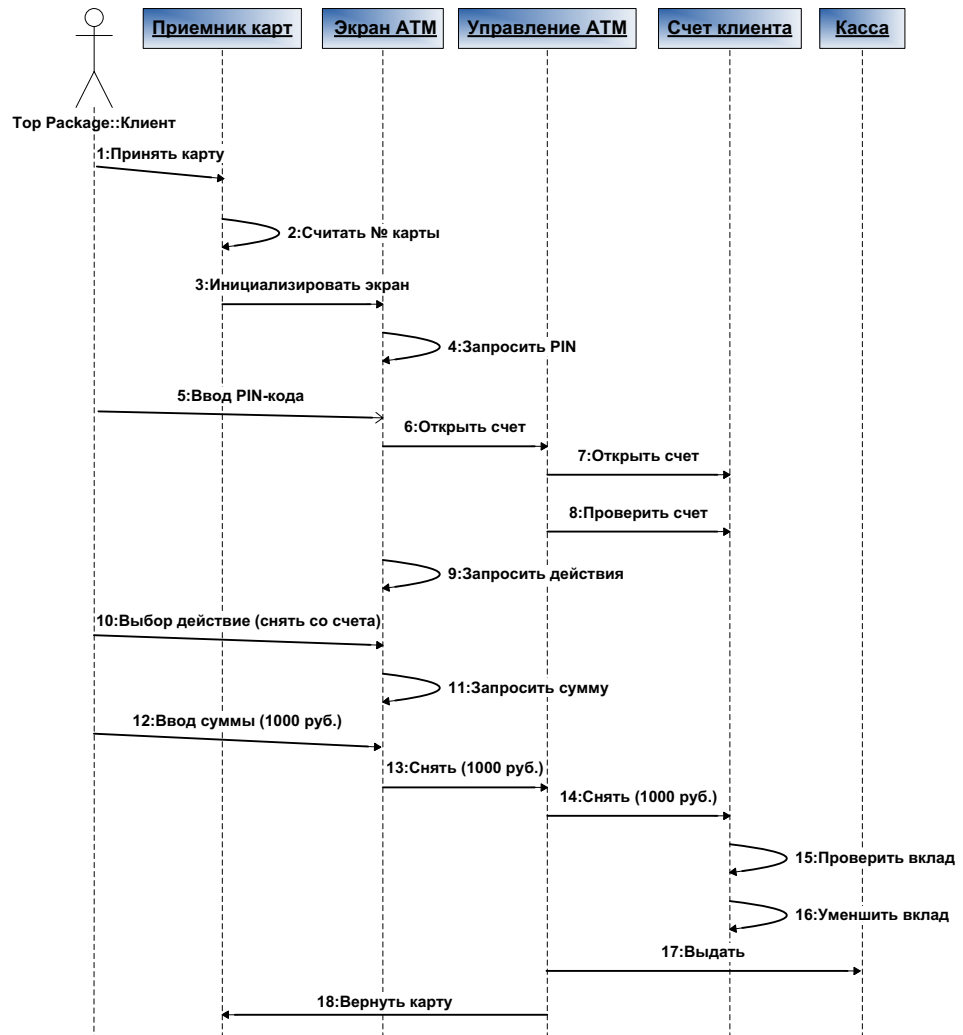 Приемник карт
Экран ATM
Управление ATM
Счет клиента
Касса
Top Package::Клиент
1:Принять карту
2:Считать № карты
3:Инициализировать экран
4:Запросить PIN
5:Ввод PIN-кода
6:Открыть счет
7:Открыть счет
8:Проверить счет
9:Запросить действия
10:Выбор действие (снять со счета)
11:Запросить сумму
12:Ввод суммы (1000 руб.)
13:Снять (1000 руб.)
14:Снять (1000 руб.)
15:Проверить вклад
16:Уменшить вклад
17:Выдать
18:Вернуть карту